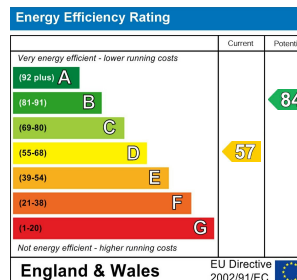 Energy Efficiency Rating
Current
Very energy efficient - lower running costs
(92 plus) A
(81-91) B
84
(69-80) C
(55-68) D
57
(39-54) E
(21-38) F
(1-20) G
Not energy efficient - higher running costs
England & Wales
EU Directive
2002/91/EC